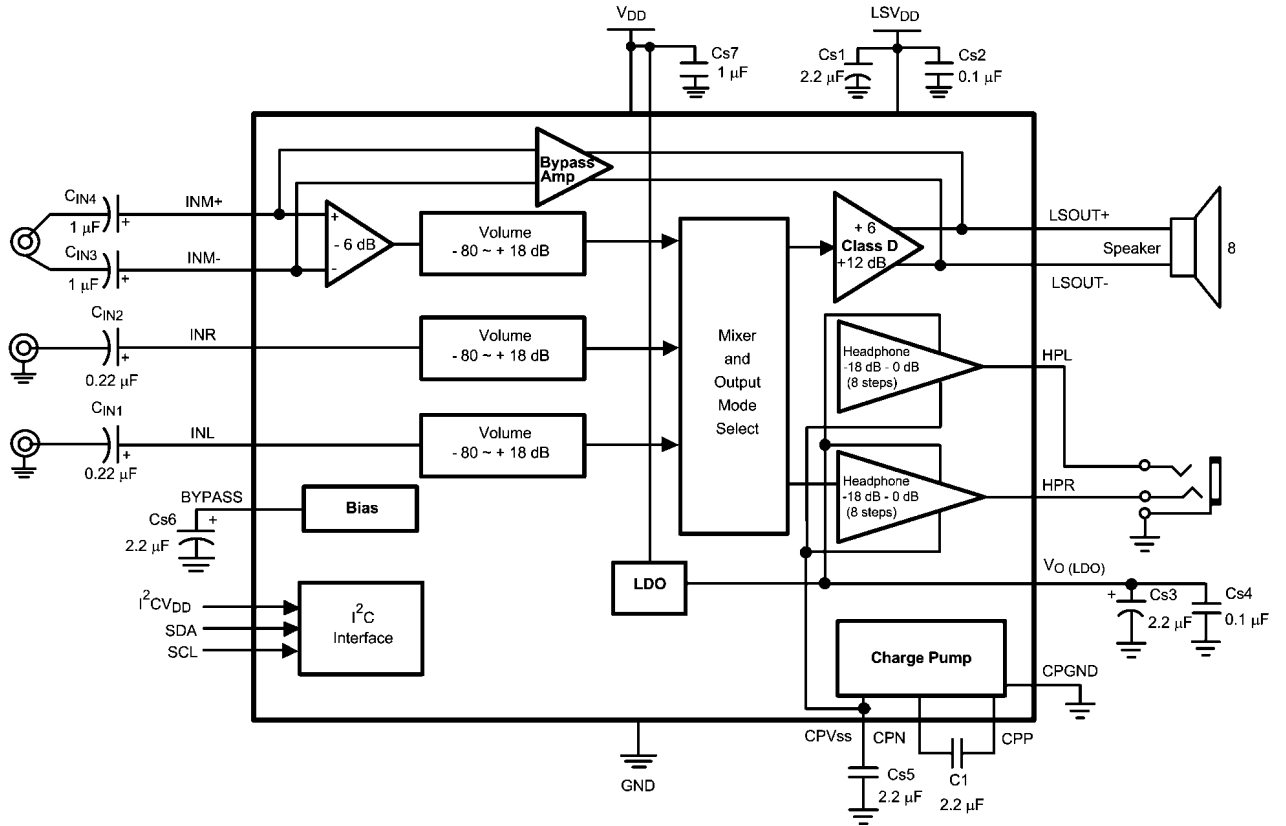 VDD
LSVDD
Cs7
1 µF
Cs1
2.2 µF
Cs2
0.1 µF
Bypass
Amp
CIN4
1 µF
+
INM+
CIN3
1 µF
+
INM-
+
- 6 dB
-
Volume
- 80 ~ + 18 dB
+ 6
Class D
+12 dB
LSOUT+
Speaker
8
LSOUT-
CIN2
+
0.22 µF
INR
Volume
- 80 ~ + 18 dB
Mixer
and
Output
Mode
Select
Headphone
-18 dB - 0 dB
(8 steps)
HPL
CIN1
+
0.22 µF
INL
Volume
- 80 ~ + 18 dB
Headphone
-18 dB - 0 dB
(8 steps)
HPR
BYPASS
Cs6
+
2.2 µF
Bias
LDO
VO (LDO)
+
Cs3
2.2 µF
Cs4
0.1 µF
I²CVDD
SDA
SCL
I²C
Interface
Charge Pump
CPGND
CPVss
CPN
CPP
GND
Cs5
2.2 µF
C1
2.2 µF